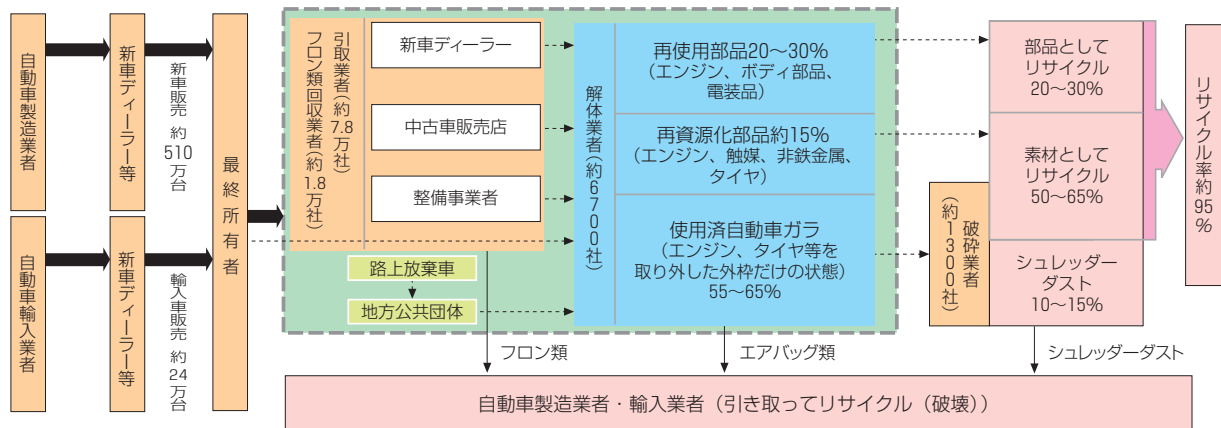 自動車製造業者
新車ディーラー等
新車販売 約510万台
自動車輸入業者
新車ディーラー等
輸入車販売 約24万台
最終所有者
引取業者(約7.8万社)
フロン類回収業者(約1.8万社)
新車ディーラー
中古車販売店
整備事業者
路上放棄車
地方公共団体
解体業者(約6700社)
再使用部品20〜30%
(エンジン、ボディ部品、
電装品)
再資源化部品約15%
(エンジン、触媒、非鉄金属、
タイヤ)
使用済自動車ガラ
(エンジン、タイヤ等を
取り外した外枠だけの状態)
55〜65%
破砕業者
(約1300社)
部品として
リサイクル
20〜30%
素材として
リサイクル
50〜65%
シュレッダー
ダスト
10〜15%
リサイクル率約95%
フロン類
エアバッグ類
シュレッダーダスト
自動車製造業者・輸入業者(引き取ってリサイクル(破壊))